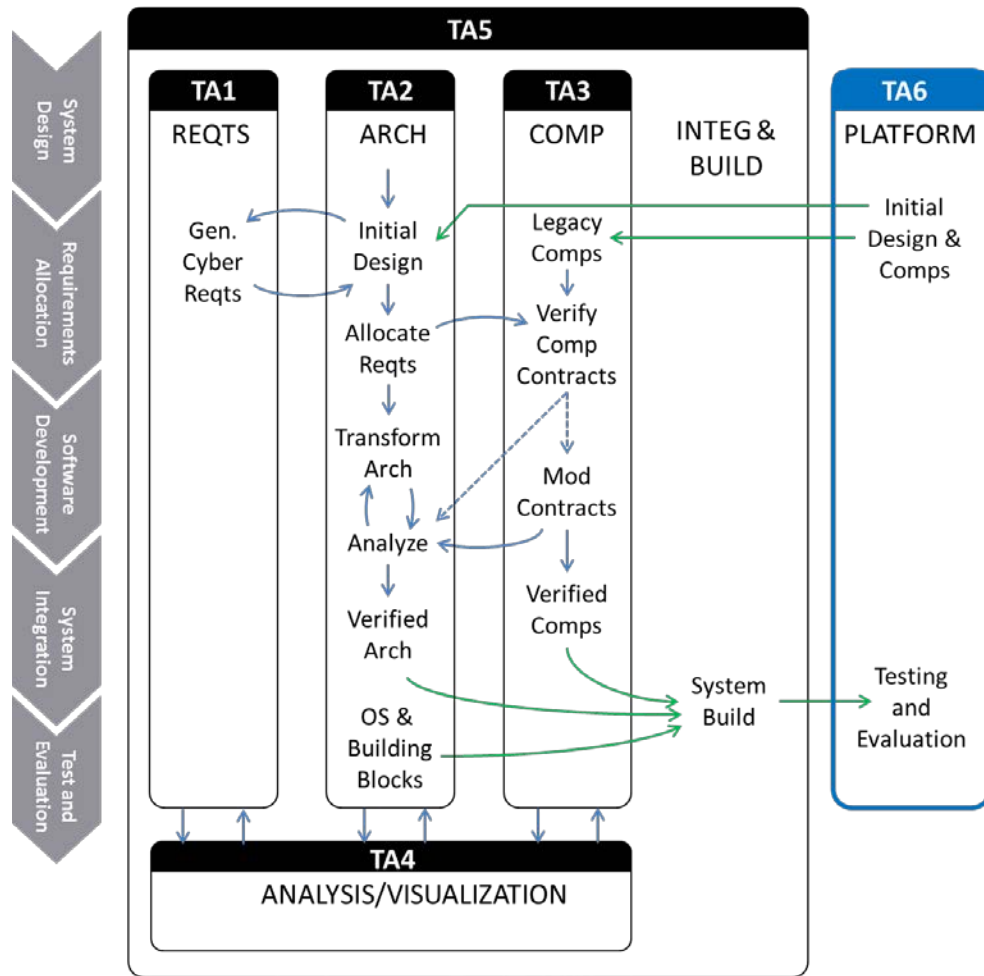 TA5
System
Design
Requirements
Allocation
Software
Development
System
Integration
Test and
Evaluation
TA1
REQTS
Gen.
Cyber
Reqts
TA2
ARCH
Initial
Design
Allocate
Reqts
Transform
Arch
Analyze
Verified
Arch
OS &
Building
Blocks
TA3
COMP
Legacy
Comps
Verify
Comp
Contracts
Mod
Contracts
Verified
Comps
INTEG &
BUILD
System
Build
TA6
PLATFORM
Initial
Design &
Comps
Testing
and
Evaluation
TA4
ANALYSIS/VISUALIZATION